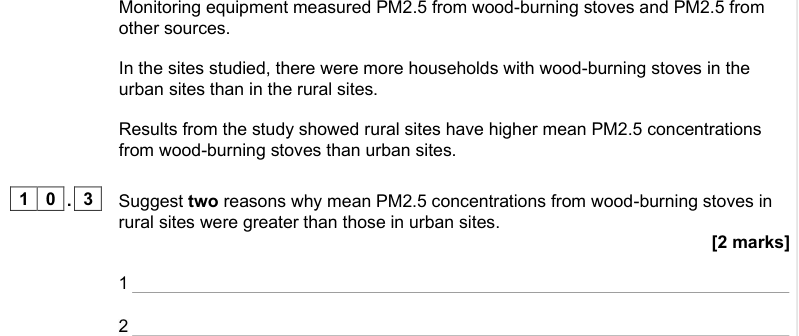 Monitoring equipment measured PM2.5 from wood-burning stoves and PM2.5 from
other sources.
In the sites studied, there were more households with wood-burning stoves in the
urban sites than in the rural sites.
Results from the study showed rural sites have higher mean PM2.5 concentrations
from wood-burning stoves than urban sites.
10.3 Suggest two reasons why mean PM2.5 concentrations from wood-burning stoves in
rural sites were greater than those in urban sites.
[2 marks]
1
2